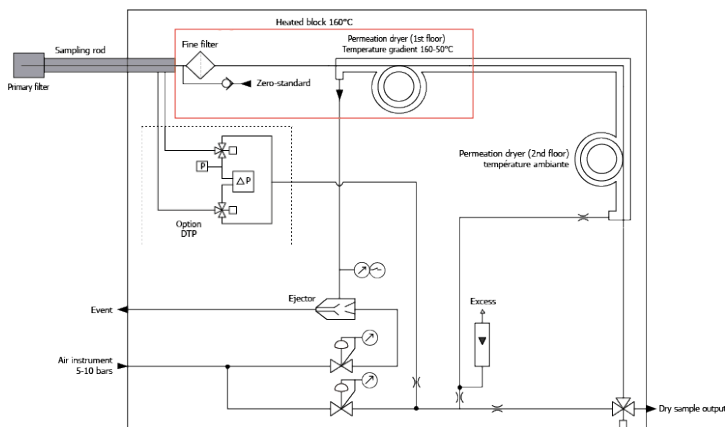 Heated block 160°C
Sampling rod
Fine filter
Permeation dryer (1st floor)
Temperature gradient 160-50°C
Primary filter
Zero-standard
Permeation dryer (2nd floor)
température ambiante
P
△ P
Option
DTP
Ejector
Event
Excess
Air instrument
5-10 bars
Dry sample output